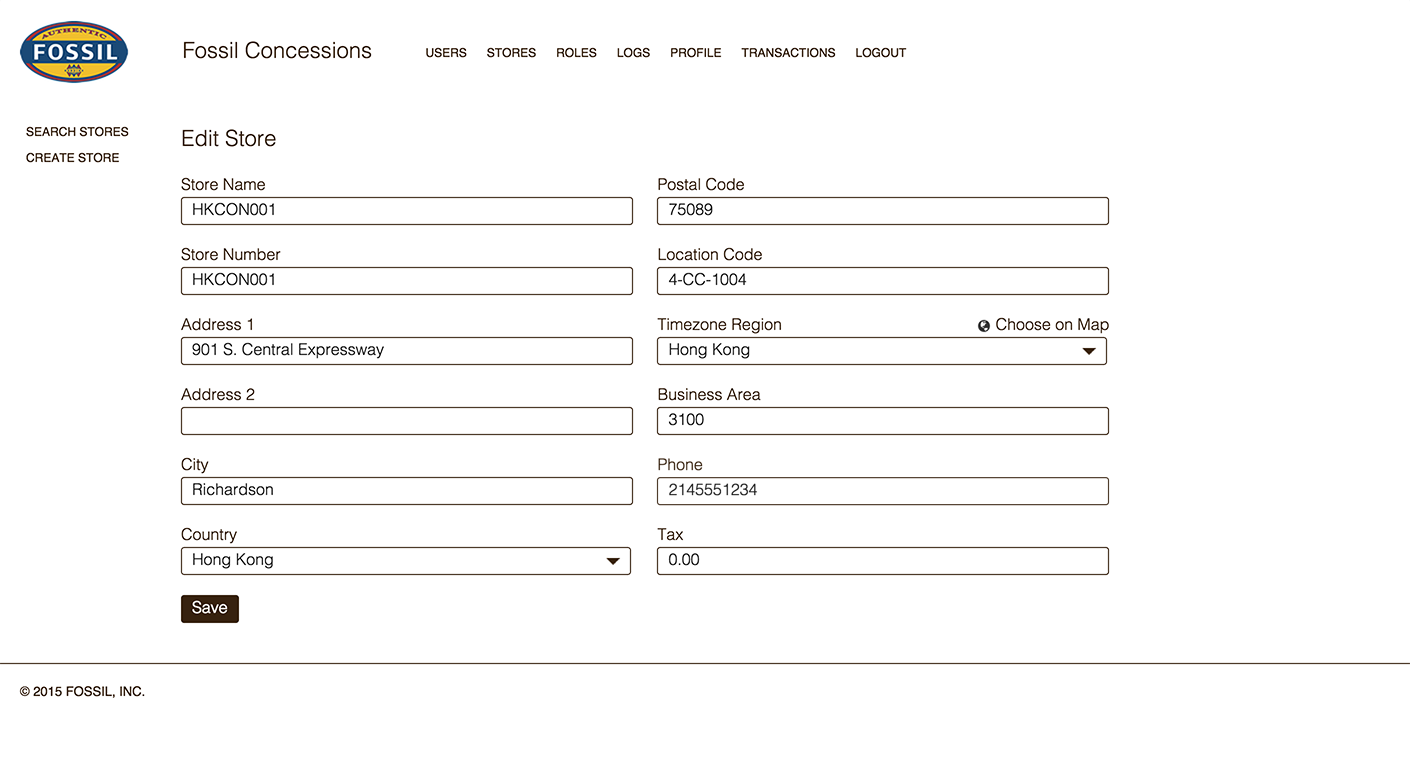 AUTHENTIC
FOSSIL
Fossil Concessions
USERS STORES ROLES LOGS PROFILE TRANSACTIONS LOGOUT
SEARCH STORES
CREATE STORE
Edit Store
Store Name
HKCON001
Store Number
HKCON001
Address 1
901 S. Central Expressway
Address 2
City
Richardson
Country
Hong Kong
Postal Code
75089
Location Code
4-CC-1004
Timezone Region
Choose on Map
Hong Kong
Business Area
3100
Phone
2145551234
Tax
0.00
Save
© 2015 FOSSIL, INC.